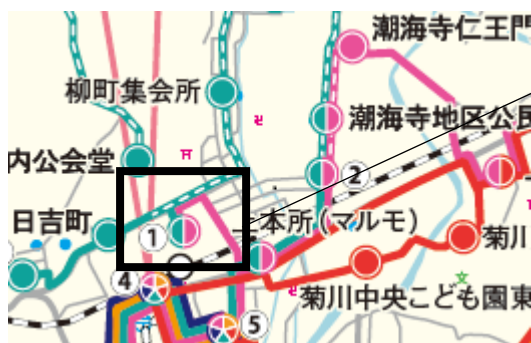 潮海寺仁王門
柳町集会所
潮海寺地区公民
内公会堂
2
日吉町
1
上本所（マルモ）
菊川
4
菊川中央こども園東
5